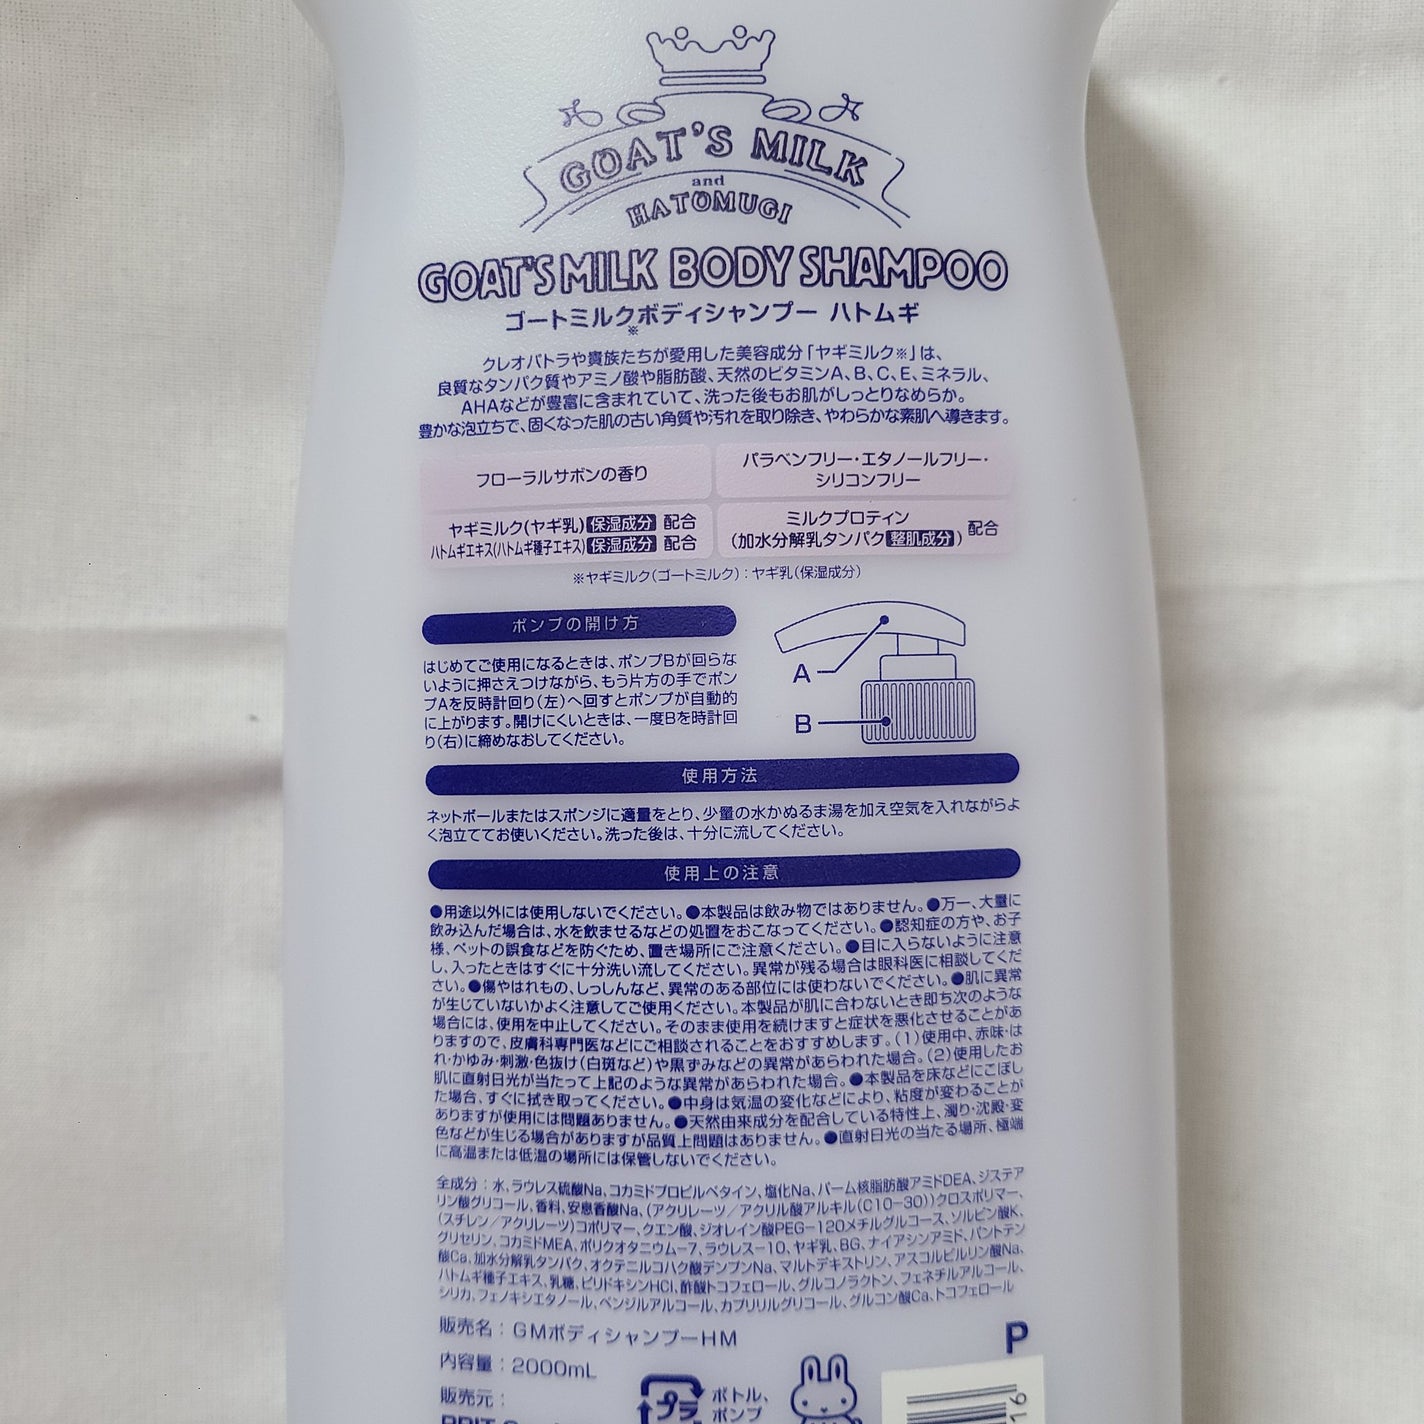 GOAT'S MILK
and
HATOMUGI
GOAT'S MILK BODY SHAMPOO
ゴートミルクボディシャンプー ハトムギ
※
クレオパトラや貴族たちが愛用した美容成分「ヤギミルク※」は、
良質なタンパク質やアミノ酸や脂肪酸、天然のビタミンA、B、C、E、ミネラル、
AHAなどが豊富に含まれていて、洗った後もお肌がしっとりなめらか。
豊かな泡立ちで、固くなった肌の古い角質や汚れを取り除き、やわらかな素肌へ導きます。
フローラルサボンの香り
パラベンフリー・エタノールフリー・
シリコンフリー
ヤギミルク(ヤギ乳) 保湿成分 配合
ハトムギエキス(ハトムギ種子エキス) 保湿成分 配合
ミルクプロティン
(加水分解乳タンパク 整肌成分) 配合
※ヤギミルク(ゴートミルク):ヤギ乳(保湿成分)
ポンプの開け方
はじめてご使用になるときは、ポンプBが回らな
いように押さえつけながら、もう片方の手でポン
プAを反時計回り(左)へ回すとポンプが自動的
に上がります。開けにくいときは、一度Bを時計回
り(右)に締めなおしてください。
A
B
使用方法
ネットボールまたはスポンジに適量をとり、少量の水かぬるま湯を加え空気を入れながらよ
く泡立ててお使いください。洗った後は、十分に流してください。
使用上の注意
●用途以外には使用しないでください。●本製品は飲み物ではありません。●万一、大量に
飲み込んだ場合は、水を飲ませるなどの処置をおこなってください。●認知症の方や、お子
様、ペットの誤食などを防ぐため、置き場所にご注意ください。●目に入らないように注意
し、入ったときはすぐに十分洗い流してください。異常が残る場合は眼科医に相談してくだ
さい。●傷やはれもの、しっしんなど、異常のある部位には使わないでください。●肌に異常
が生じていないかよく注意してご使用ください。本製品が肌に合わないとき即ち次のような
場合には、使用を中止してください。そのまま使用を続けますと症状を悪化させることがあ
りますので、皮膚科専門医などにご相談されることをおすすめします。(1)使用中、赤味・は
れ・かゆみ・刺激・色抜け(白斑など)や黒ずみなどの異常があらわれた場合。(2)使用したお
肌に直射日光が当たって上記のような異常があらわれた場合。●本製品を床などにこぼし
た場合、すぐに拭き取ってください。●中身は気温の変化などにより、粘度が変わることが
ありますが使用には問題ありません。●天然由来成分を配合している特性上、濁り・沈殿・変
色などが生じる場合がありますが品質上問題はありません。●直射日光の当たる場所、極端
に高温または低温の場所には保管しないでください。
全成分:水、ラウレス硫酸Na、コカミドプロピルベタイン、塩化Na、パーム核脂肪酸アミドDEA、ジステア
リン酸グリコール、香料、安息香酸Na、(アクリレーツ/アクリル酸アルキル(C10-30))クロスポリマー、
(スチレン/アクリレーツ)コポリマー、クエン酸、ジオレイン酸PEG-120メチルグルコース、ソルビン酸K、
グリセリン、コカミドMEA、ポリクオタニウム-7、ラウレス-10、ヤギ乳、BG、ナイアシンアミド、パントテン
酸Ca、加水分解乳タンパク、オクテニルコハク酸デンプンNa、マルトデキストリン、アスコルビルリン酸Na、
ハトムギ種子エキス、乳糖、ピリドキシンHCl、酢酸トコフェロール、グルコノラクトン、フェネチルアルコール、
シリカ、フェノキシエタノール、ベンジルアルコール、カプリリルグリコール、グルコン酸Ca、トコフェロール
販売名:GMボディシャンプーHM
P
内容量:2000mL
販売元:
プラ
ボトル、
ポンプ
16